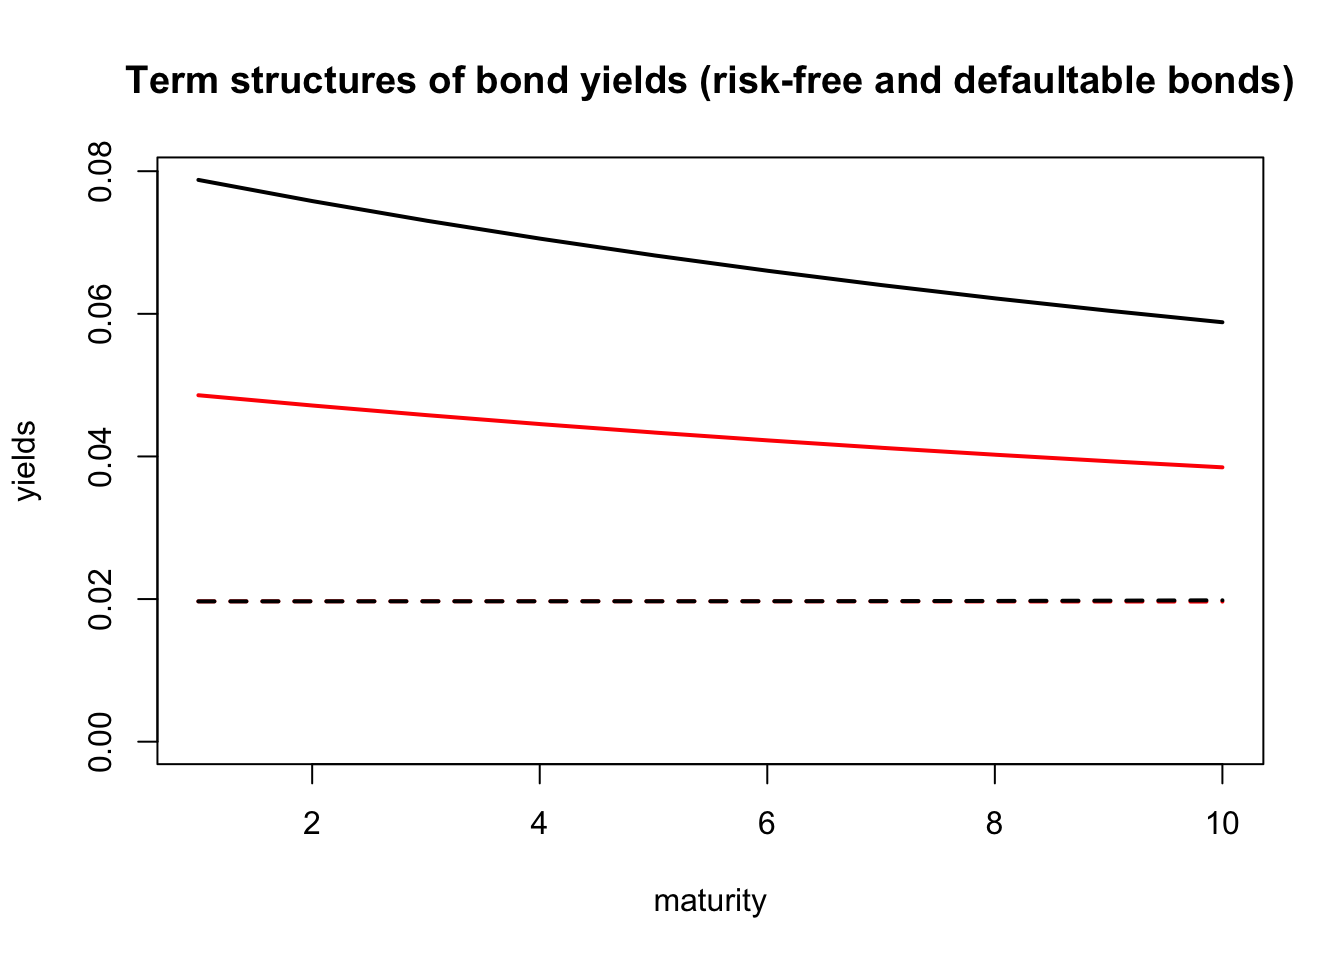 Term structures of bond yields (risk-free and defaultable bonds)
yields
0.08
0.06
0.04
0.02
0.00
2 4 6 8 10
maturity